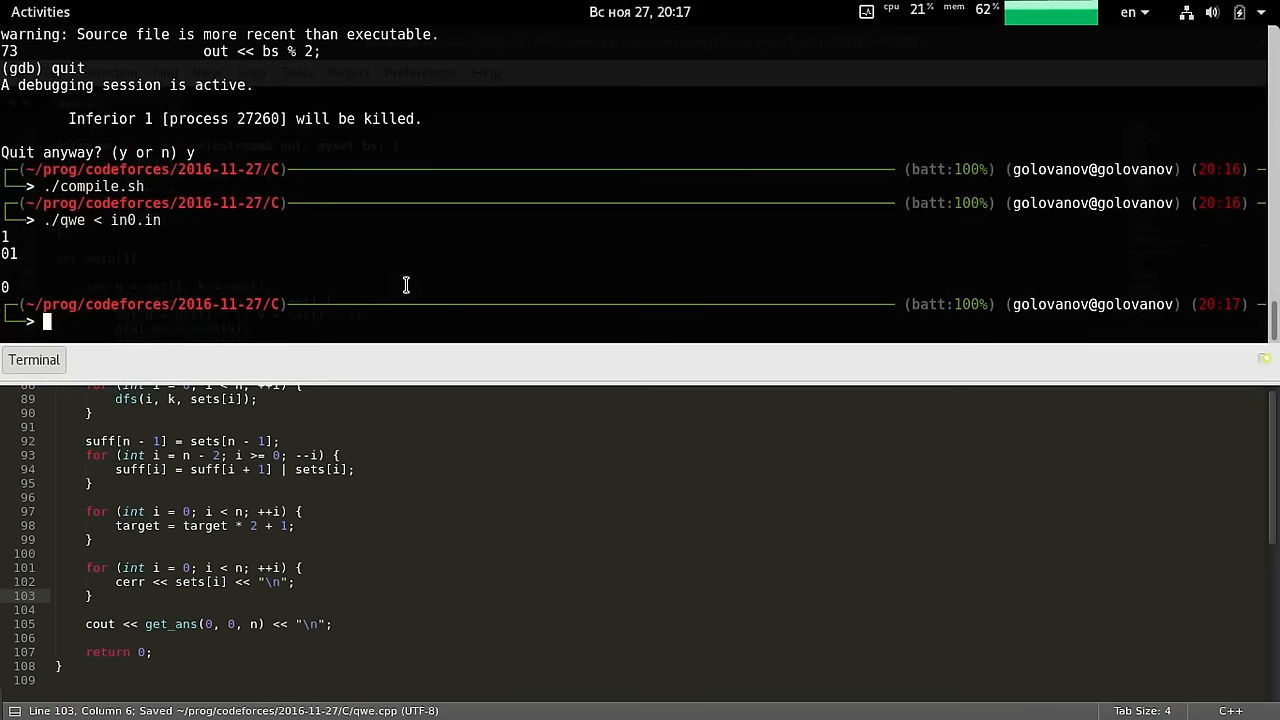 Activities
Вс ноя 27, 20:17
cpu 21% mem 62%
en
warning: Source file is more recent than executable.
73 out << bs % 2;
(gdb) quit
A debugging session is active.
Inferior 1 [process 27260] will be killed.
Quit anyway? (y or n) y
(~/prog/codeforces/2016-11-27/C) (batt:100%) (golovanov@golovanov) (20:16)
> ./compile.sh
(~/prog/codeforces/2016-11-27/C) (batt:100%) (golovanov@golovanov) (20:16)
> ./qwe < in0.in
1
01
0
(~/prog/codeforces/2016-11-27/C) (batt:100%) (golovanov@golovanov) (20:17)
>
Terminal
88 for (int i = 0; i < n; ++i) {
89 dfs(i, k, sets[i]);
90 }
91
92 suff[n - 1] = sets[n - 1];
93 for (int i = n - 2; i >= 0; --i) {
94 suff[i] = suff[i + 1] | sets[i];
95 }
96
97 for (int i = 0; i < n; ++i) {
98 target = target * 2 + 1;
99 }
100
101 for (int i = 0; i < n; ++i) {
102 cerr << sets[i] << "\n";
103 }
104
105 cout << get_ans(0, 0, n) << "\n";
106
107 return 0;
108 }
109
Line 103, Column 6; Saved ~/prog/codeforces/2016-11-27/C/qwe.cpp (UTF-8)
Tab Size: 4
C++